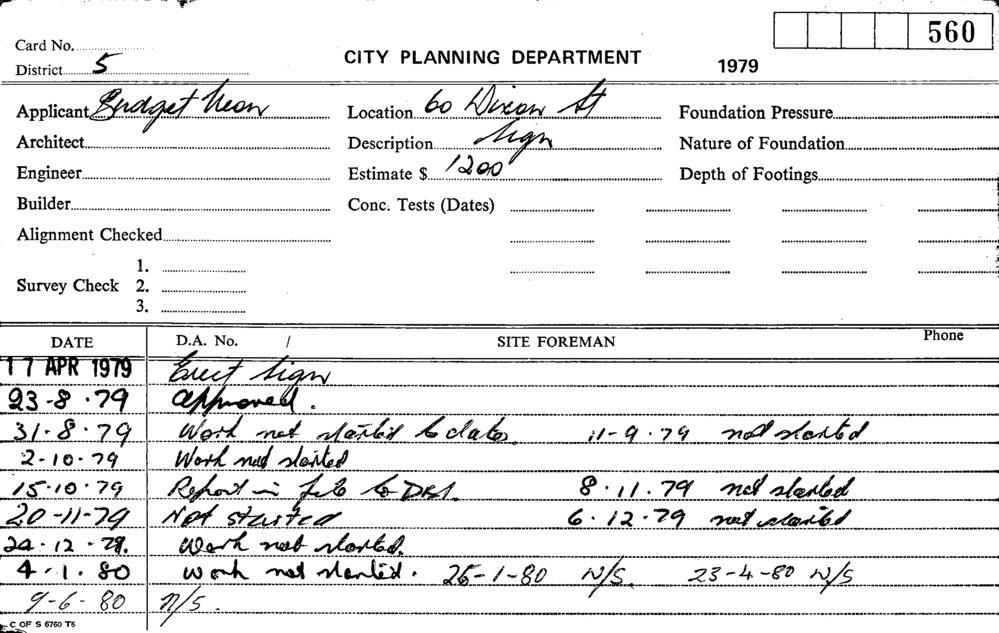 560
Card No.
CITY PLANNING DEPARTMENT
District 5
1979
Applicant Budget Neon Location 60 Dixon St Foundation Pressure
Architect Description Sign Nature of Foundation
Engineer Estimate $ 1200 Depth of Footings
Builder Conc. Tests (Dates)
Alignment Checked
1.
Survey Check 2.
3.
DATE D.A. No. / SITE FOREMAN Phone
17 APR 1979 Erect Sign
23-8.79 Approved.
31-8-79 Work not started to date. 11-9-79 not started
2-10-79 Work not started
15-10-79 Report in file to DBS. 8.11.79 not started
20-11-79 Not started 6.12.79 not started
24.12.79. Work not started.
4.1.80 Work not started. 25-1-80 N/S. 23-4-80 N/S
9-6-80 N/S.
C OF S 6760 T5